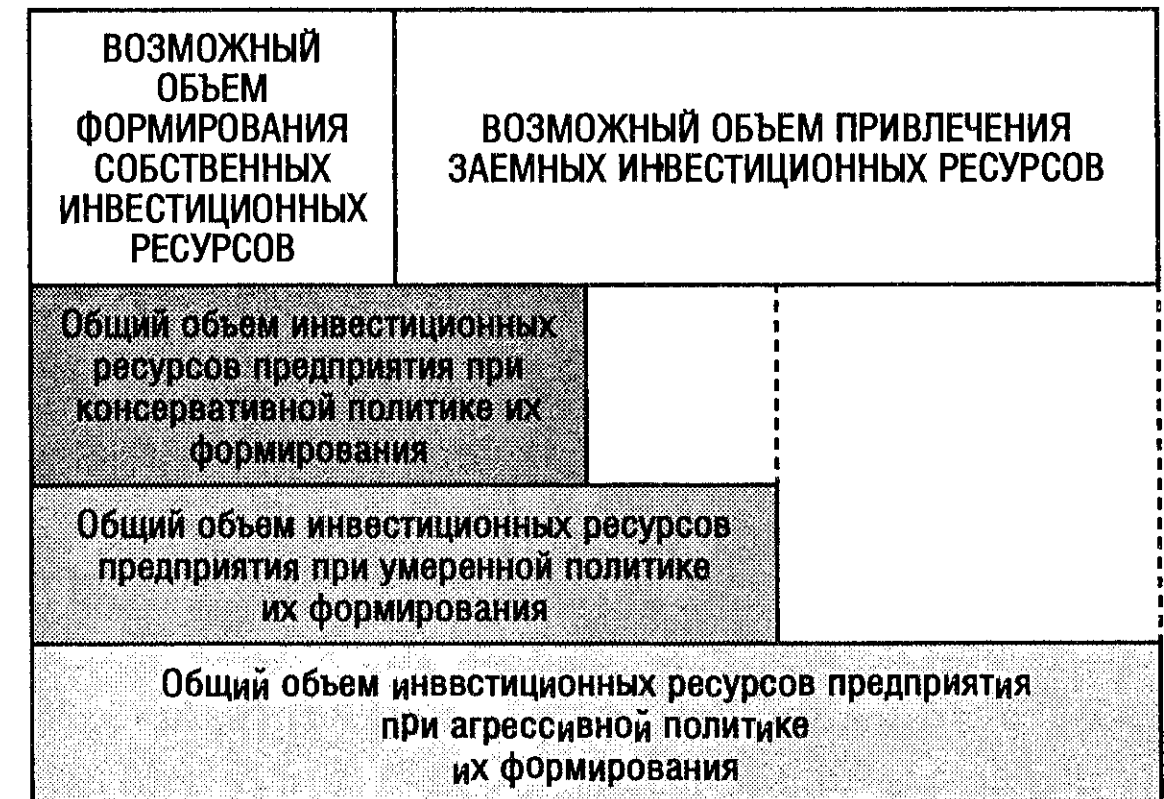 ВОЗМОЖНЫЙ
ОБЪЕМ
ФОРМИРОВАНИЯ
СОБСТВЕННЫХ
ИНВЕСТИЦИОННЫХ
РЕСУРСОВ
ВОЗМОЖНЫЙ ОБЪЕМ ПРИВЛЕЧЕНИЯ
ЗАЕМНЫХ ИНВЕСТИЦИОННЫХ РЕСУРСОВ
Общий объем инвестиционных
ресурсов предприятия при
консервативной политике их
формирования
Общий объем инвестиционных ресурсов
предприятия при умеренной политике
их формирования
Общий объем инввстиционных ресурсов предприятия
при агрессивной политике
их формирования